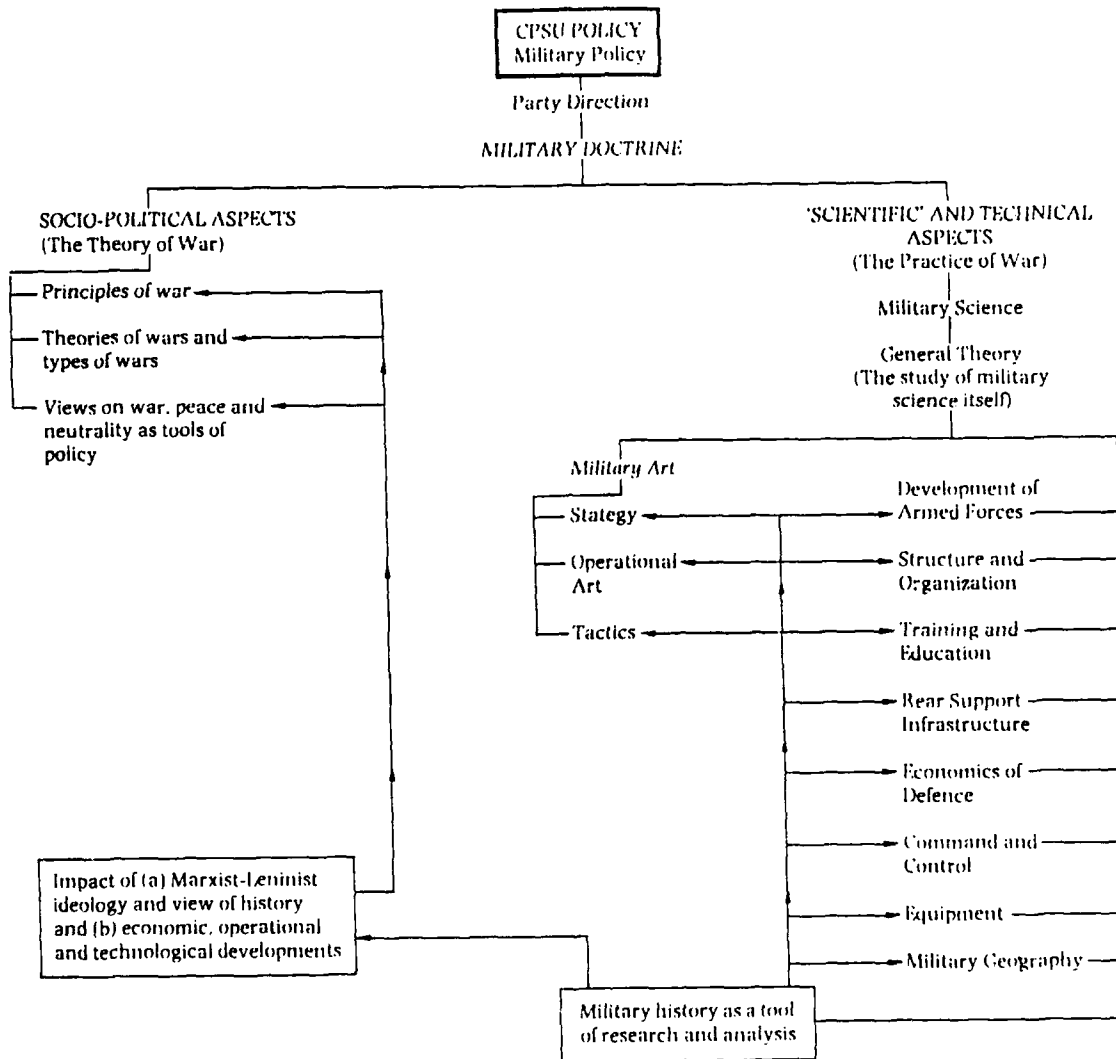 CPSU POLICY
Military Policy
Party Direction
MILITARY DOCTRINE
SOCIO-POLITICAL ASPECTS
(The Theory of War)
Principles of war
Theories of wars and
types of wars
Views on war, peace and
neutrality as tools of
policy
'SCIENTIFIC' AND TECHNICAL
ASPECTS
(The Practice of War)
Military Science
General Theory
(The study of military
science itself)
Military Art
Stategy
Operational
Art
Tactics
Development of
Armed Forces
Structure and
Organization
Training and
Education
Rear Support
Infrastructure
Economics of
Defence
Command and
Control
Equipment
Military Geography
Impact of (a) Marxist-Leninist
ideology and view of history
and (b) economic, operational
and technological developments
Military history as a tool
of research and analysis